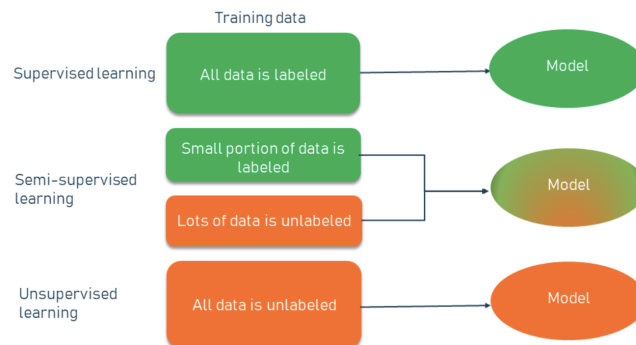 Training data
Supervised learning
All data is labeled
Model
Small portion of data is
labeled
Semi-supervised
learning
Model
Lots of data is unlabeled
Unsupervised
learning
All data is unlabeled
Model